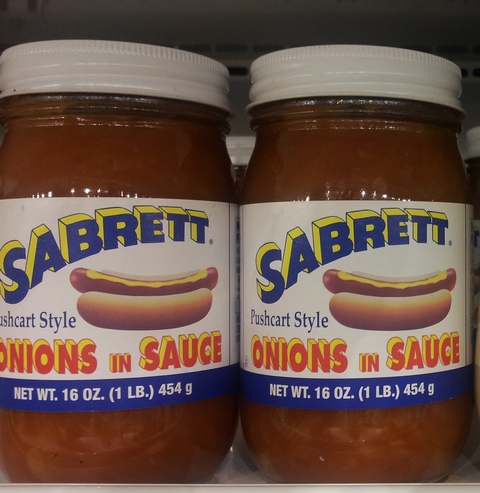 SABRETT®
ushcart Style
ONIONS IN SAUCE
NET WT. 16 OZ. (1 LB.) 454 g
SABRETT®
Pushcart Style
ONIONS IN SAUCE
NET WT. 16 OZ. (1 LB.) 454 g